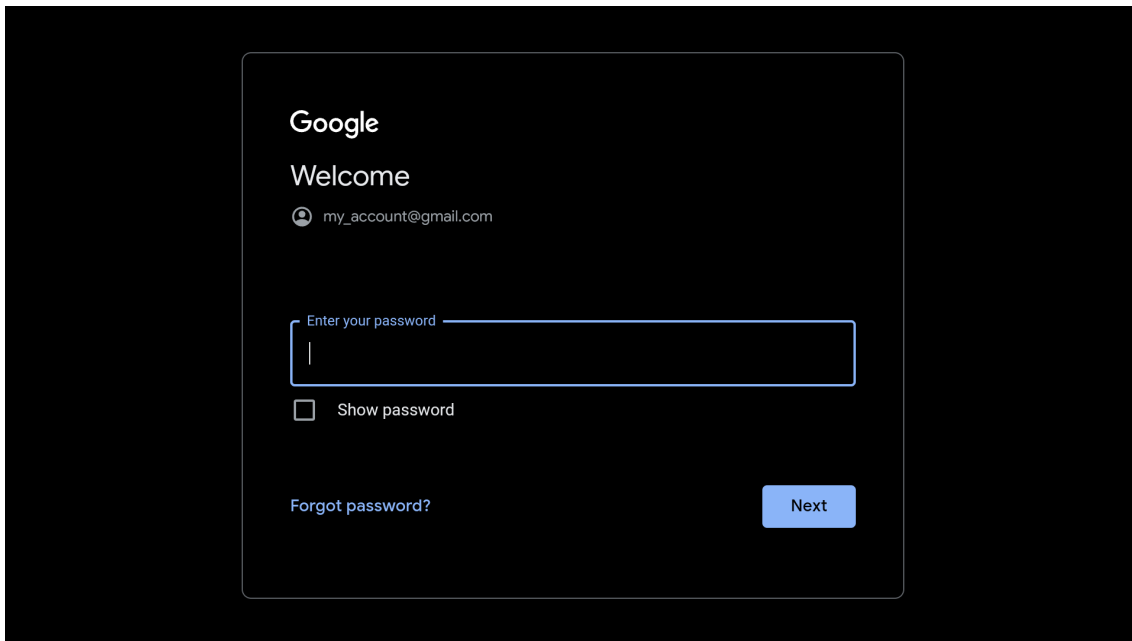 Google
Welcome
my_account@gmail.com
Enter your password
Show password
Forgot password?
Next